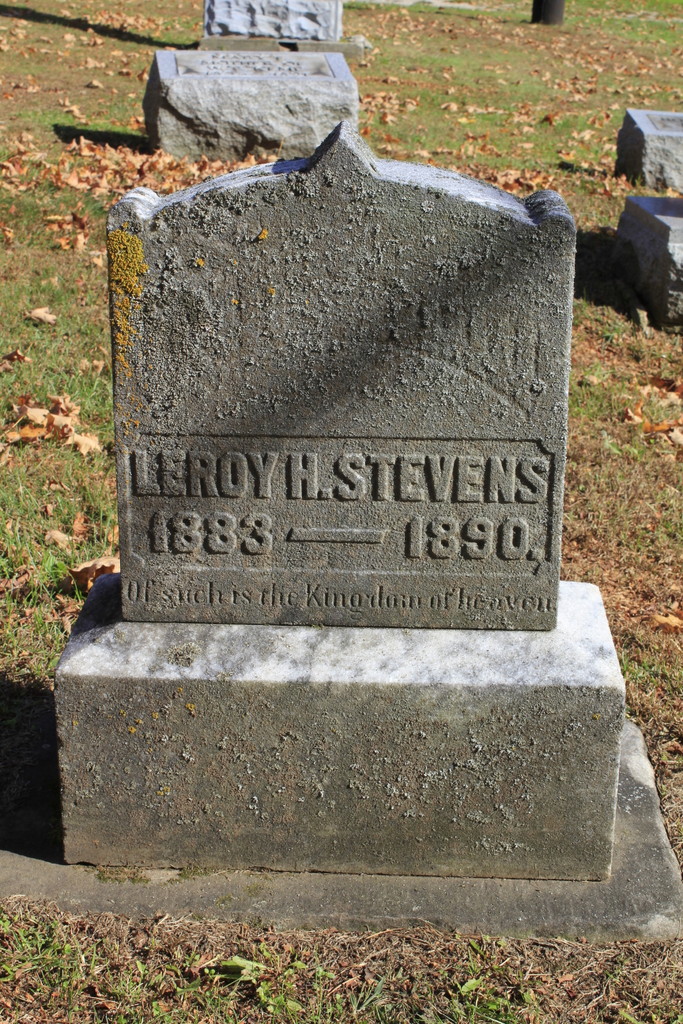 LEROY H. STEVENS
1883 — 1890.
Of such is the Kingdom of heaven